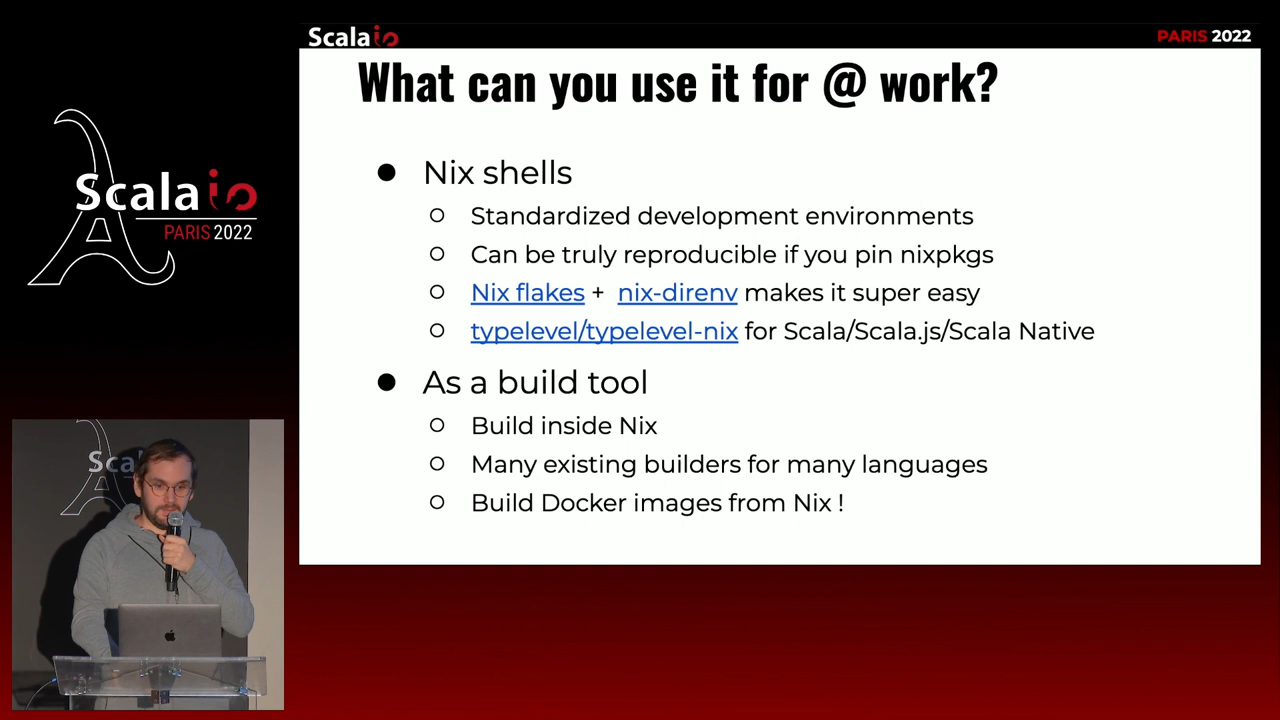 Scala io
PARIS 2022
What can you use it for @ work?
Scala io
PARIS 2022
● Nix shells
○ Standardized development environments
○ Can be truly reproducible if you pin nixpkgs
○ Nix flakes + nix-direnv makes it super easy
○ typelevel/typelevel-nix for Scala/Scala.js/Scala Native
● As a build tool
○ Build inside Nix
○ Many existing builders for many languages
○ Build Docker images from Nix !
Sca